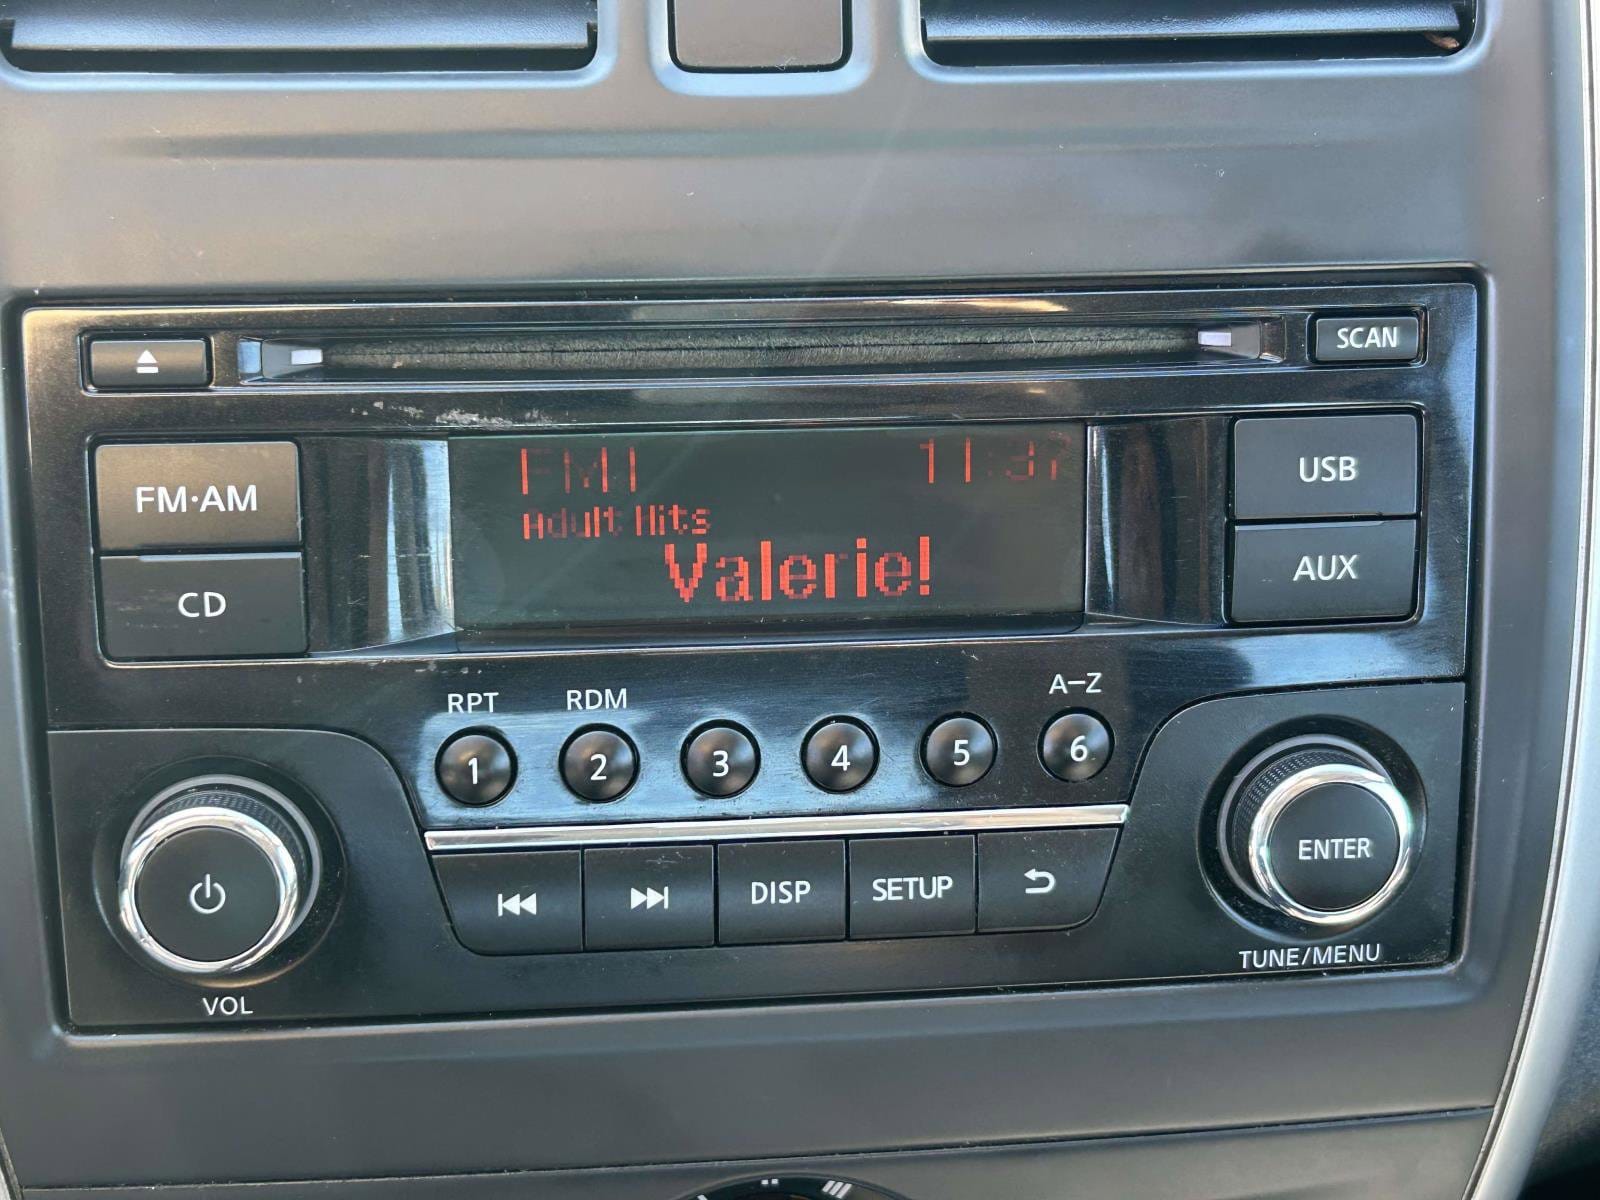 SCAN
FM·AM
CD
FM1 11:37
Adult Hits
Valerie!
USB
AUX
RPT RDM A-Z
1 2 3 4 5 6
DISP SETUP
ENTER
VOL
TUNE/MENU